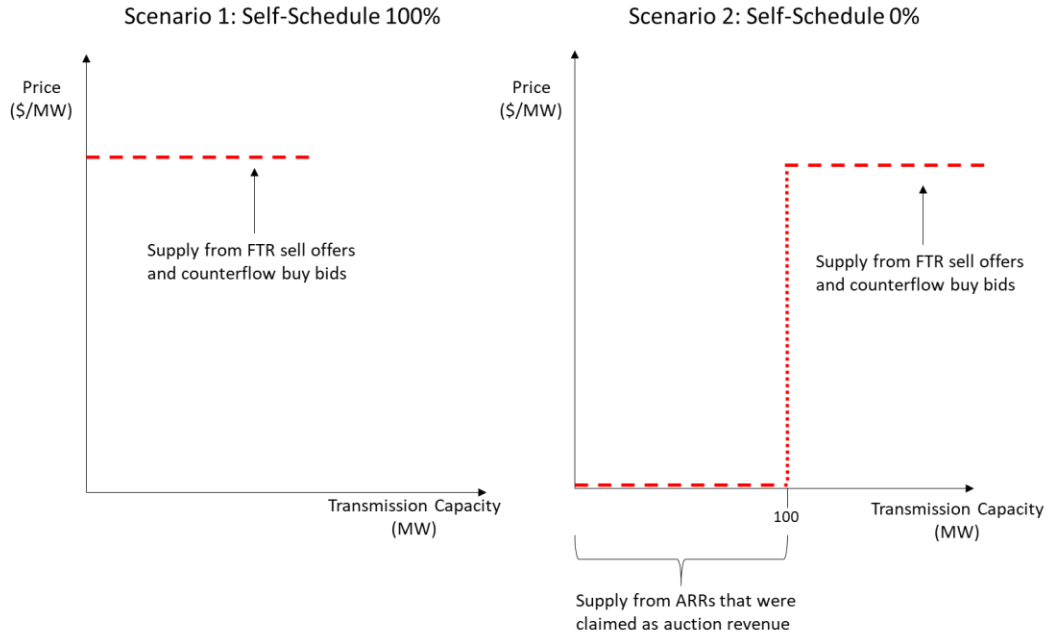 Scenario 1: Self-Schedule 100%
Price
($/MW)
Supply from FTR sell offers
and counterflow buy bids
Transmission Capacity
(MW)
Scenario 2: Self-Schedule 0%
Price
($/MW)
Supply from FTR sell offers
and counterflow buy bids
100
Transmission Capacity
(MW)
Supply from ARRs that were
claimed as auction revenue